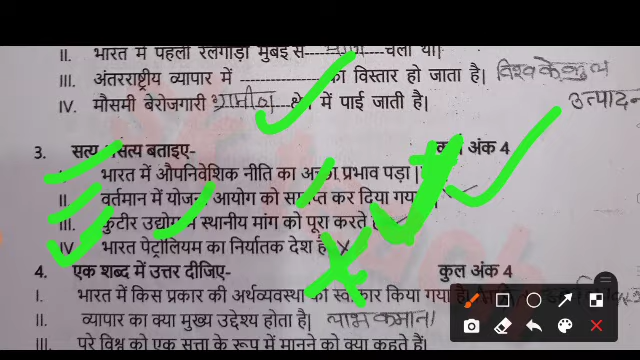 II. भारत में पहली रेलगाड़ी मुंबई से ---- ---- चली थी।
III. अंतरराष्ट्रीय व्यापार में ---------------- का विस्तार हो जाता है।
IV. मौसमी बेरोजगारी ग्रामीण ---- क्षेत्र में पाई जाती है।
उत्पादन
3. सत्य असत्य बताइए- कुल अंक 4
I. भारत में औपनिवेशिक नीति का अच्छा प्रभाव पड़ा|
II. वर्तमान में योजना आयोग को समाप्त कर दिया गया
III. कुटीर उद्योग में स्थानीय मांग को पूरा करते
IV. भारत पेट्रोलियम का निर्यातक देश है X
4. एक शब्द में उत्तर दीजिए- कुल अंक 4
I. भारत में किस प्रकार की अर्थव्यवस्था को स्वीकार किया गया है।
II. व्यापार का क्या मुख्य उद्देश्य होता है। लाभ कमाना।
III. पूरे विश्व को एक सत्ता के रूप में मानने को क्या कहते हैं।